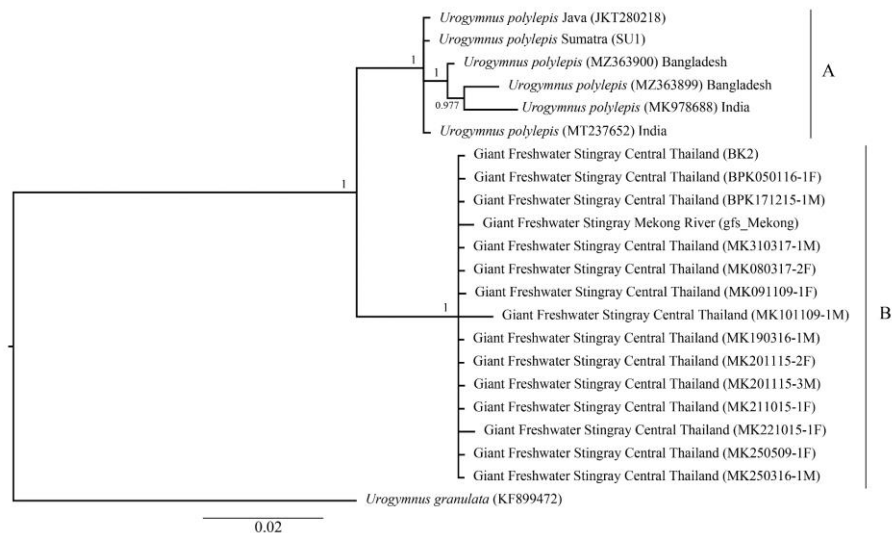 Urogymnus polylepis Java (JKT280218)
1
Urogymnus polylepis Sumatra (SU1)
1
Urogymnus polylepis (MZ363900) Bangladesh
A
Urogymnus polylepis (MZ363899) Bangladesh
0.977
Urogymnus polylepis (MK978688) India
Urogymnus polylepis (MT237652) India
Giant Freshwater Stingray Central Thailand (BK2)
Giant Freshwater Stingray Central Thailand (BPK050116-1F)
1
Giant Freshwater Stingray Central Thailand (BPK171215-1M)
Giant Freshwater Stingray Mekong River (gfs_Mekong)
Giant Freshwater Stingray Central Thailand (MK310317-1M)
Giant Freshwater Stingray Central Thailand (MK080317-2F)
Giant Freshwater Stingray Central Thailand (MK091109-1F)
1
Giant Freshwater Stingray Central Thailand (MK101109-1M)
B
Giant Freshwater Stingray Central Thailand (MK190316-1M)
Giant Freshwater Stingray Central Thailand (MK201115-2F)
Giant Freshwater Stingray Central Thailand (MK201115-3M)
Giant Freshwater Stingray Central Thailand (MK211015-1F)
Giant Freshwater Stingray Central Thailand (MK221015-1F)
Giant Freshwater Stingray Central Thailand (MK250509-1F)
Giant Freshwater Stingray Central Thailand (MK250316-1M)
Urogymnus granulata (KF899472)
0.02